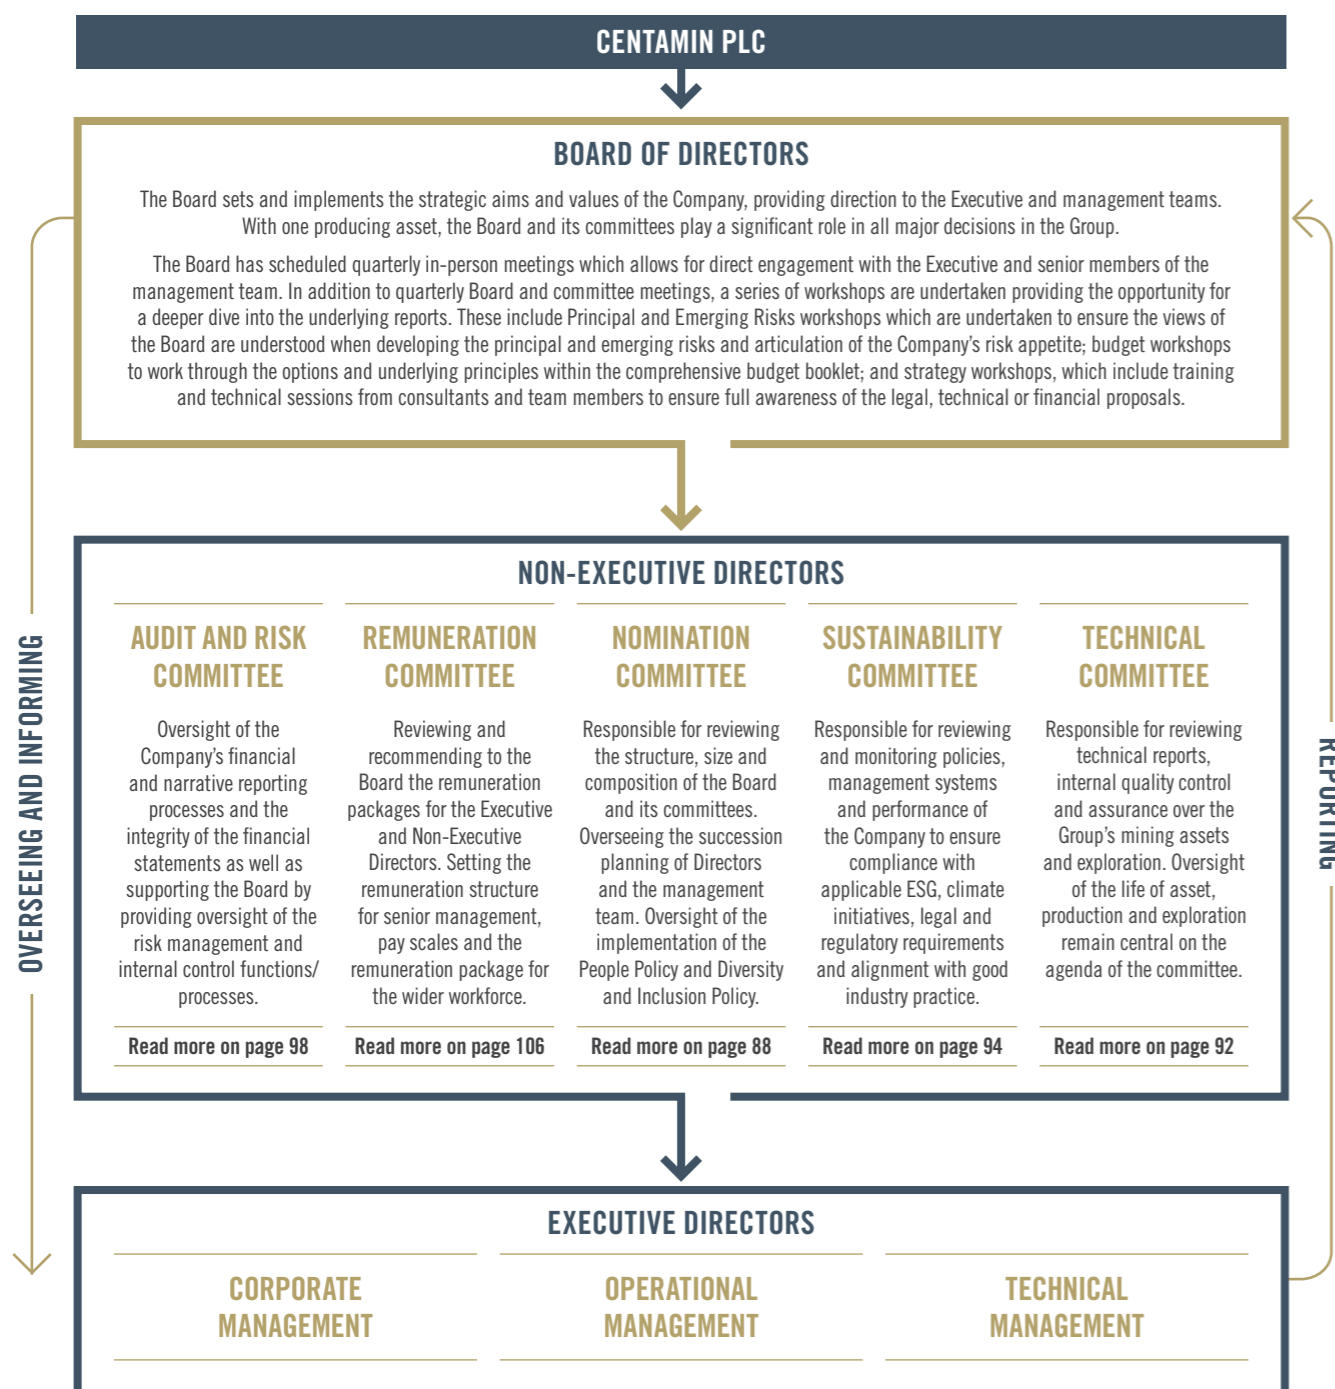 CENTAMIN PLC
BOARD OF DIRECTORS
The Board sets and implements the strategic aims and values of the Company, providing direction to the Executive and management teams.
With one producing asset, the Board and its committees play a significant role in all major decisions in the Group.
The Board has scheduled quarterly in-person meetings which allows for direct engagement with the Executive and senior members of the
management team. In addition to quarterly Board and committee meetings, a series of workshops are undertaken providing the opportunity for
a deeper dive into the underlying reports. These include Principal and Emerging Risks workshops which are undertaken to ensure the views of
the Board are understood when developing the principal and emerging risks and articulation of the Company's risk appetite; budget workshops
to work through the options and underlying principles within the comprehensive budget booklet; and strategy workshops, which include training
and technical sessions from consultants and team members to ensure full awareness of the legal, technical or financial proposals.
OVERSEEING AND INFORMING
NON-EXECUTIVE DIRECTORS
AUDIT AND RISK
COMMITTEE
Oversight of the
Company's financial
and narrative reporting
processes and the
integrity of the financial
statements as well as
supporting the Board by
providing oversight of the
risk management and
internal control functions/
processes.
Read more on page 98
REMUNERATION
COMMITTEE
Reviewing and
recommending to the
Board the remuneration
packages for the Executive
and Non-Executive
Directors. Setting the
remuneration structure
for senior management,
pay scales and the
remuneration package for
the wider workforce.
Read more on page 106
NOMINATION
COMMITTEE
Responsible for reviewing
the structure, size and
composition of the Board
and its committees.
Overseeing the succession
planning of Directors
and the management
team. Oversight of the
implementation of the
People Policy and Diversity
and Inclusion Policy.
Read more on page 88
SUSTAINABILITY
COMMITTEE
Responsible for reviewing
and monitoring policies,
management systems
and performance of
the Company to ensure
compliance with
applicable ESG, climate
initiatives, legal and
regulatory requirements
and alignment with good
industry practice.
Read more on page 94
TECHNICAL
COMMITTEE
Responsible for reviewing
technical reports,
internal quality control
and assurance over the
Group's mining assets
and exploration. Oversight
of the life of asset,
production and exploration
remain central on the
agenda of the committee.
Read more on page 92
REPORTING
EXECUTIVE DIRECTORS
CORPORATE
MANAGEMENT
OPERATIONAL
MANAGEMENT
TECHNICAL
MANAGEMENT